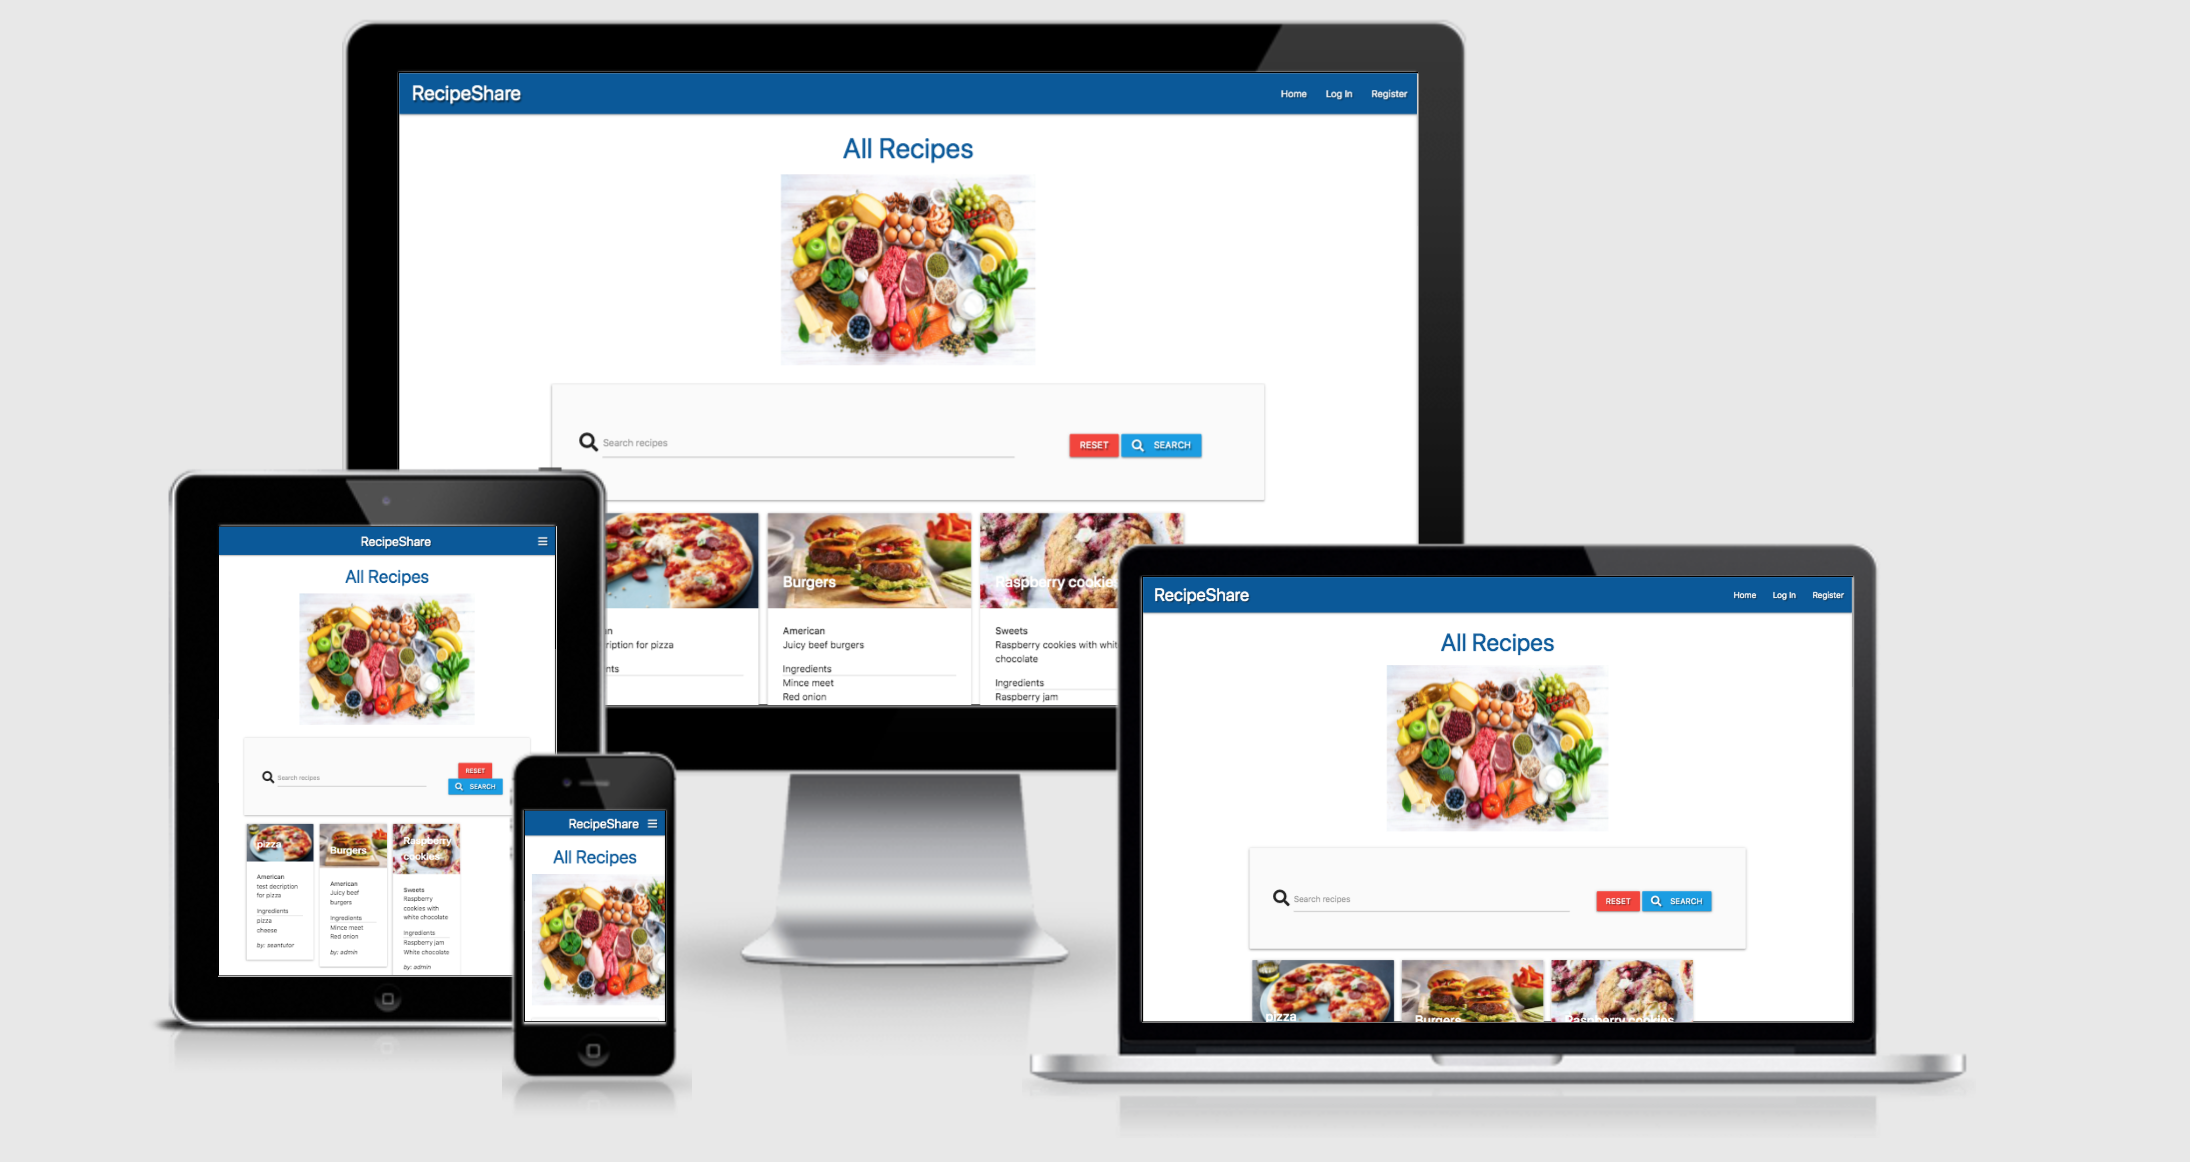 RecipeShare
Home Log In Register
All Recipes
Search recipes
RESET SEARCH
Burgers
Raspberry cookie
American
Juicy beef burgers
Ingredients
Mince meet
Red onion
Sweets
Raspberry cookies with whit
chocolate
Ingredients
Raspberry jam
n
ription for pizza
nts
RecipeShare
All Recipes
Search recipes
RESET
SEARCH
pizza
American
test decription
for pizza
Ingredients
pizza
cheese
by: seantufor
Burgers
American
Juicy beef
burgers
Ingredients
Mince meet
Red onion
by: admin
Raspberry
cookies
Sweets
Raspberry
cookies with
white chocolate
Ingredients
Raspberry jam
White chocolate
by: admin
RecipeShare
All Recipes
RecipeShare
Home Log In Register
All Recipes
Search recipes
RESET SEARCH
pizza
Burgers
Raspberry cookies